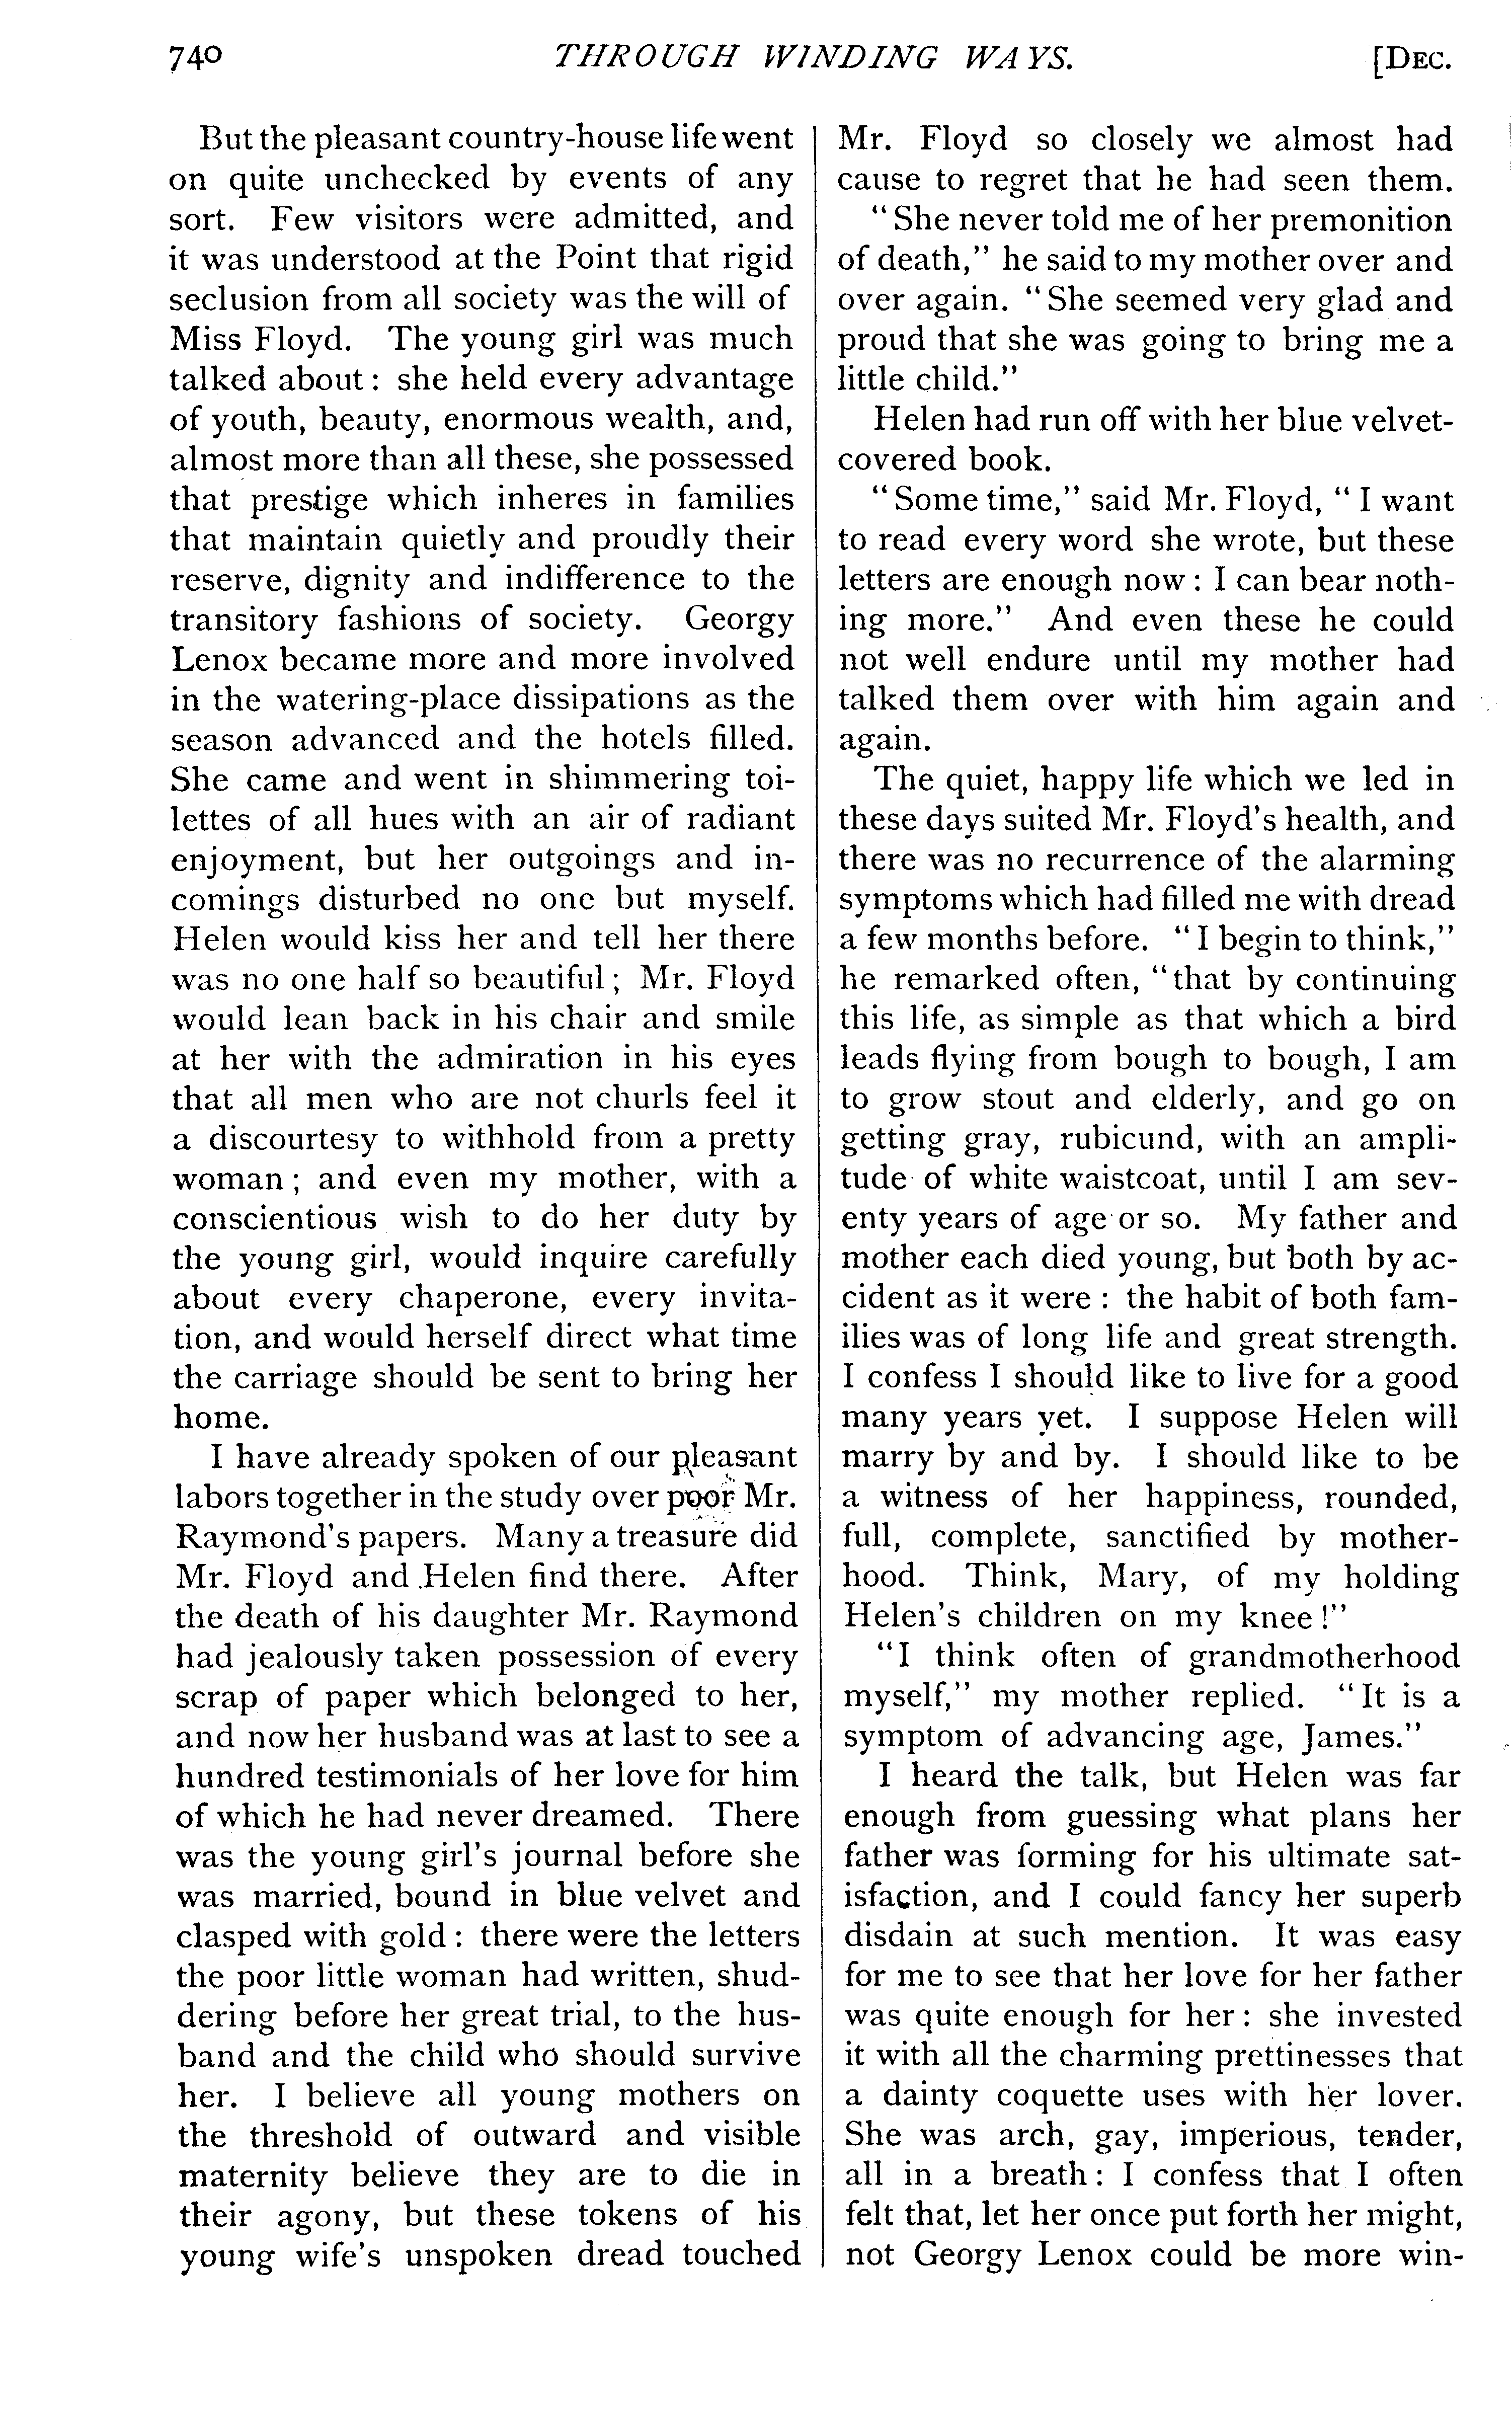 740 THROUGH WINDING WAYS. [DEC.
But the pleasant country-house life went
on quite unchecked by events of any
sort. Few visitors were admitted, and
it was understood at the Point that rigid
seclusion from all society was the will of
Miss Floyd. The young girl was much
talked about: she held every advantage
of youth, beauty, enormous wealth, and,
almost more than all these, she possessed
that prestige which inheres in families
that maintain quietly and proudly their
reserve, dignity and indifference to the
transitory fashions of society. Georgy
Lenox became more and more involved
in the watering-place dissipations as the
season advanced and the hotels filled.
She came and went in shimmering toi-
lettes of all hues with an air of radiant
enjoyment, but her outgoings and in-
comings disturbed no one but myself.
Helen would kiss her and tell her there
was no one half so beautiful; Mr. Floyd
would lean back in his chair and smile
at her with the admiration in his eyes
that all men who are not churls feel it
a discourtesy to withhold from a pretty
woman; and even my mother, with a
conscientious wish to do her duty by
the young girl, would inquire carefully
about every chaperone, every invita-
tion, and would herself direct what time
the carriage should be sent to bring her
home.
I have already spoken of our pleasant
labors together in the study over poor Mr.
Raymond's papers. Many a treasure did
Mr. Floyd and Helen find there. After
the death of his daughter Mr. Raymond
had jealously taken possession of every
scrap of paper which belonged to her,
and now her husband was at last to see a
hundred testimonials of her love for him
of which he had never dreamed. There
was the young girl's journal before she
was married, bound in blue velvet and
clasped with gold: there were the letters
the poor little woman had written, shud-
dering before her great trial, to the hus-
band and the child who should survive
her. I believe all young mothers on
the threshold of outward and visible
maternity believe they are to die in
their agony, but these tokens of his
young wife's unspoken dread touched
Mr. Floyd so closely we almost had
cause to regret that he had seen them.
"She never told me of her premonition
of death," he said to my mother over and
over again. "She seemed very glad and
proud that she was going to bring me a
little child."
Helen had run off with her blue velvet-
covered book.
"Some time," said Mr. Floyd, "I want
to read every word she wrote, but these
letters are enough now: I can bear noth-
ing more." And even these he could
not well endure until my mother had
talked them over with him again and
again.
The quiet, happy life which we led in
these days suited Mr. Floyd's health, and
there was no recurrence of the alarming
symptoms which had filled me with dread
a few months before. "I begin to think,"
he remarked often, "that by continuing
this life, as simple as that which a bird
leads flying from bough to bough, I am
to grow stout and elderly, and go on
getting gray, rubicund, with an ampli-
tude of white waistcoat, until I am sev-
enty years of age or so. My father and
mother each died young, but both by ac-
cident as it were: the habit of both fam-
ilies was of long life and great strength.
I confess I should like to live for a good
many years yet. I suppose Helen will
marry by and by. I should like to be
a witness of her happiness, rounded,
full, complete, sanctified by mother-
hood. Think, Mary, of my holding
Helen's children on my knee!"
"I think often of grandmotherhood
myself," my mother replied. "It is a
symptom of advancing age, James."
I heard the talk, but Helen was far
enough from guessing what plans her
father was forming for his ultimate sat-
isfaction, and I could fancy her superb
disdain at such mention. It was easy
for me to see that her love for her father
was quite enough for her: she invested
it with all the charming prettinesses that
a dainty coquette uses with her lover.
She was arch, gay, imperious, tender,
all in a breath: I confess that I often
felt that, let her once put forth her might,
not Georgy Lenox could be more win-